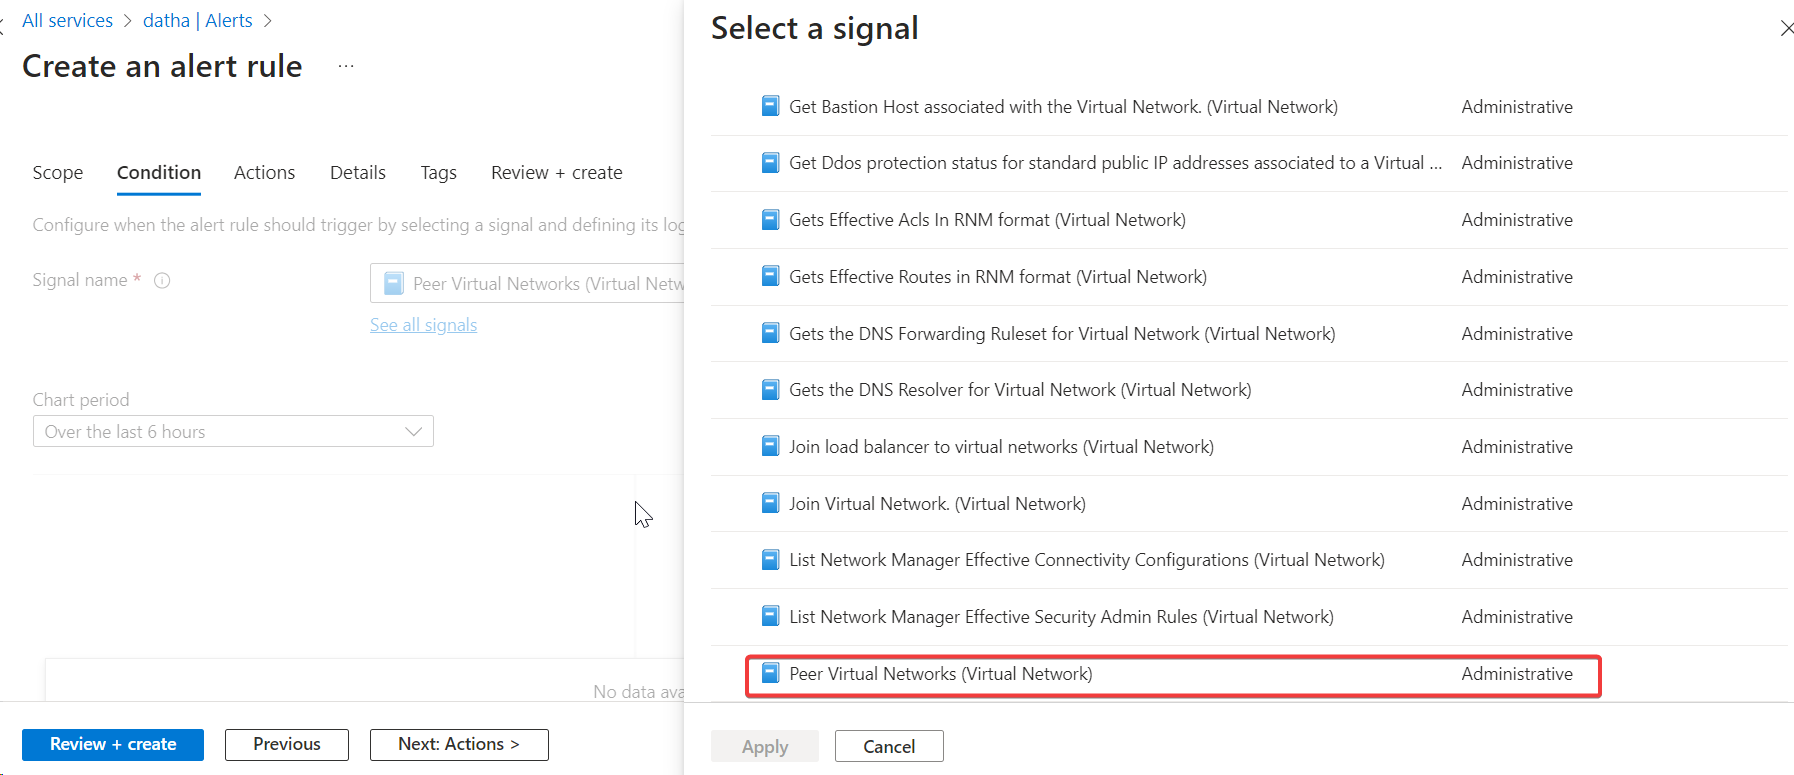 All services > datha | Alerts >
Create an alert rule ...
Scope Condition Actions Details Tags Review + create
Configure when the alert rule should trigger by selecting a signal and defining its log
Signal name * 
Peer Virtual Networks (Virtual Netw
See all signals
Chart period
Over the last 6 hours
No data ava
Review + create Previous Next: Actions >
Select a signal
Get Bastion Host associated with the Virtual Network. (Virtual Network) Administrative
Get Ddos protection status for standard public IP addresses associated to a Virtual ... Administrative
Gets Effective Acls In RNM format (Virtual Network) Administrative
Gets Effective Routes in RNM format (Virtual Network) Administrative
Gets the DNS Forwarding Ruleset for Virtual Network (Virtual Network) Administrative
Gets the DNS Resolver for Virtual Network (Virtual Network) Administrative
Join load balancer to virtual networks (Virtual Network) Administrative
Join Virtual Network. (Virtual Network) Administrative
List Network Manager Effective Connectivity Configurations (Virtual Network) Administrative
List Network Manager Effective Security Admin Rules (Virtual Network) Administrative
Peer Virtual Networks (Virtual Network) Administrative
Apply Cancel